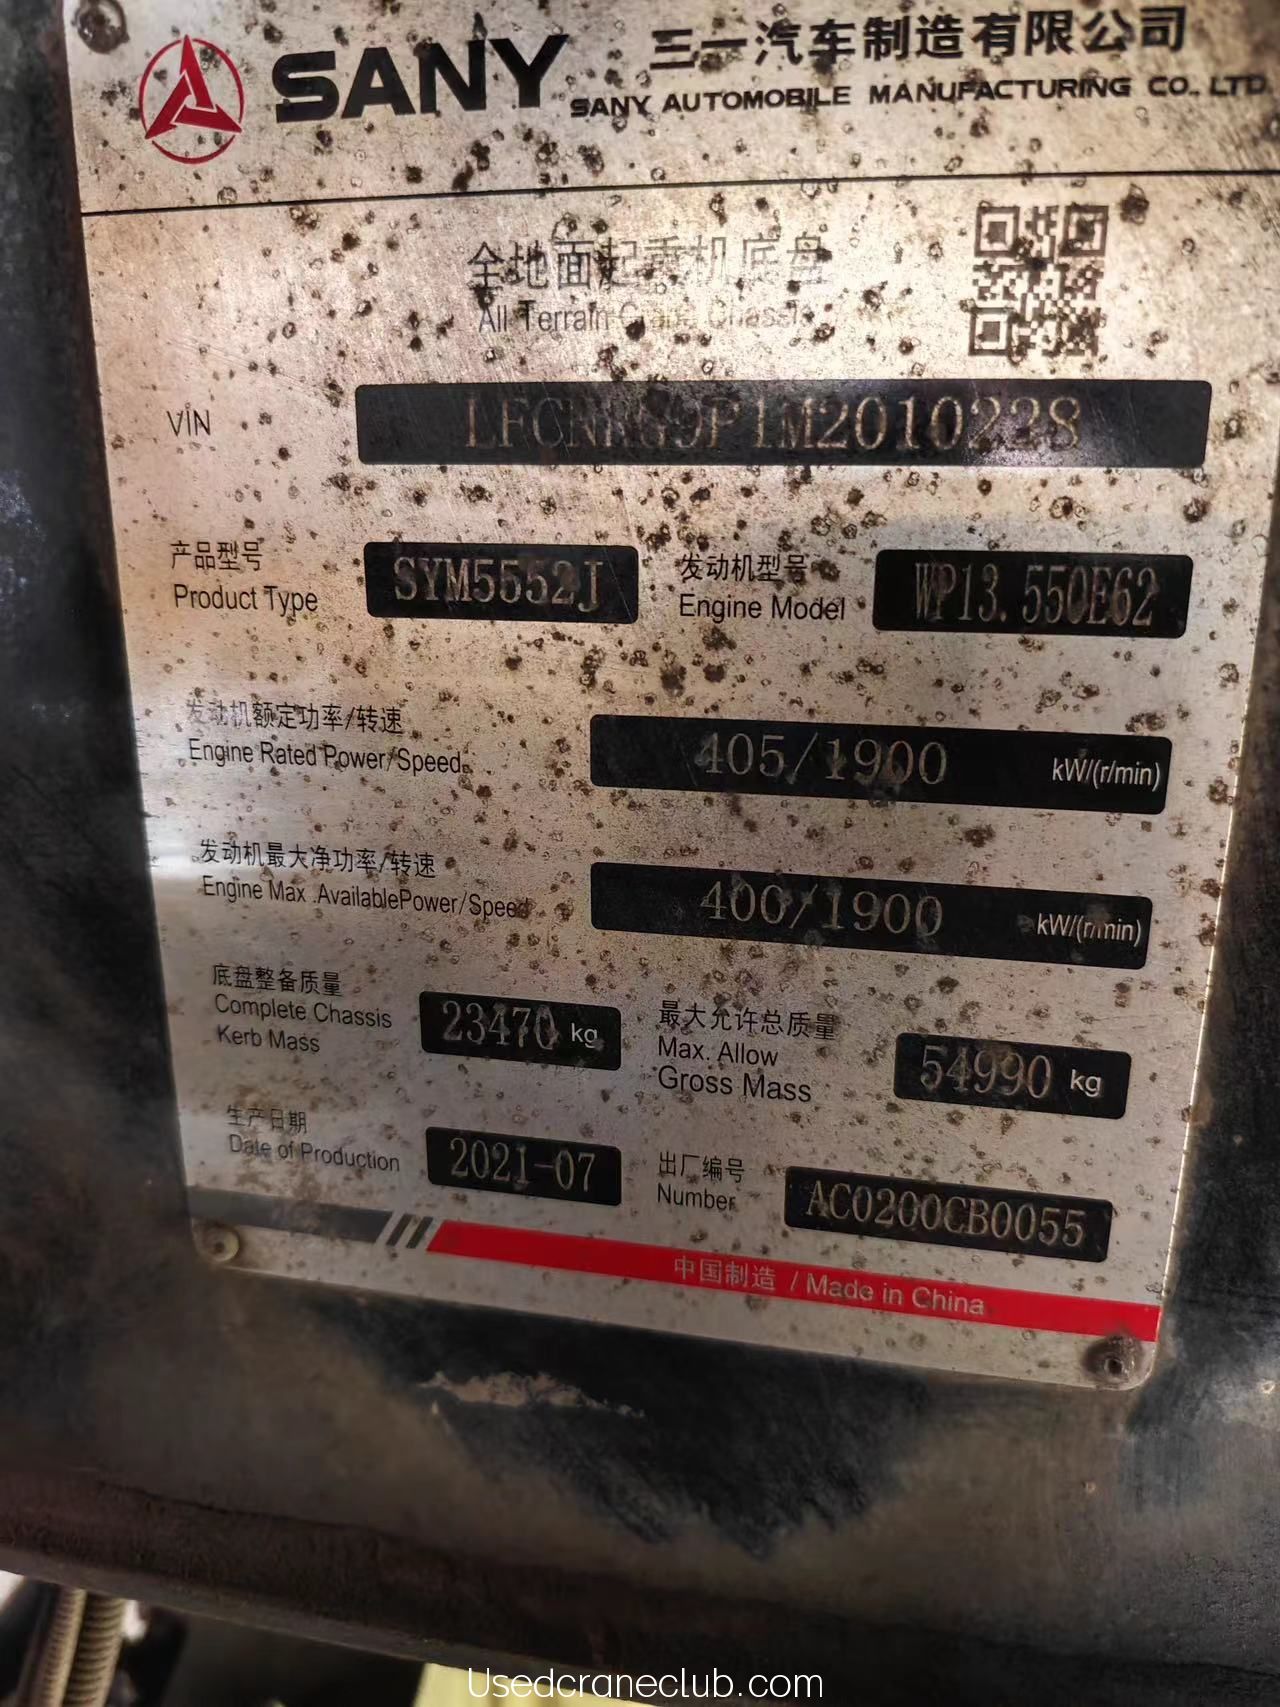 SANY
三一汽车制造有限公司
SANY AUTOMOBILE MANUFACTURING CO., LTD.
全地面起重机底盘
All Terrain Crane Chassis
VIN
产品型号
Product Type
SYM5552J
发动机型号
Engine Model
WP13.550E62
发动机额定功率/转速
Engine Rated Power/Speed
405/1900 kW/(r/min)
发动机最大净功率/转速
Engine Max .AvailablePower/Speed
400/1900 kW/(r/min)
底盘整备质量
Complete Chassis
Kerb Mass
23470 kg
最大允许总质量
Max. Allow
Gross Mass
54990 kg
生产日期
Date of Production
2021-07
出厂编号
Number
AC0200CB0055
中国制造 / Made in China
Usedcraneclub.com